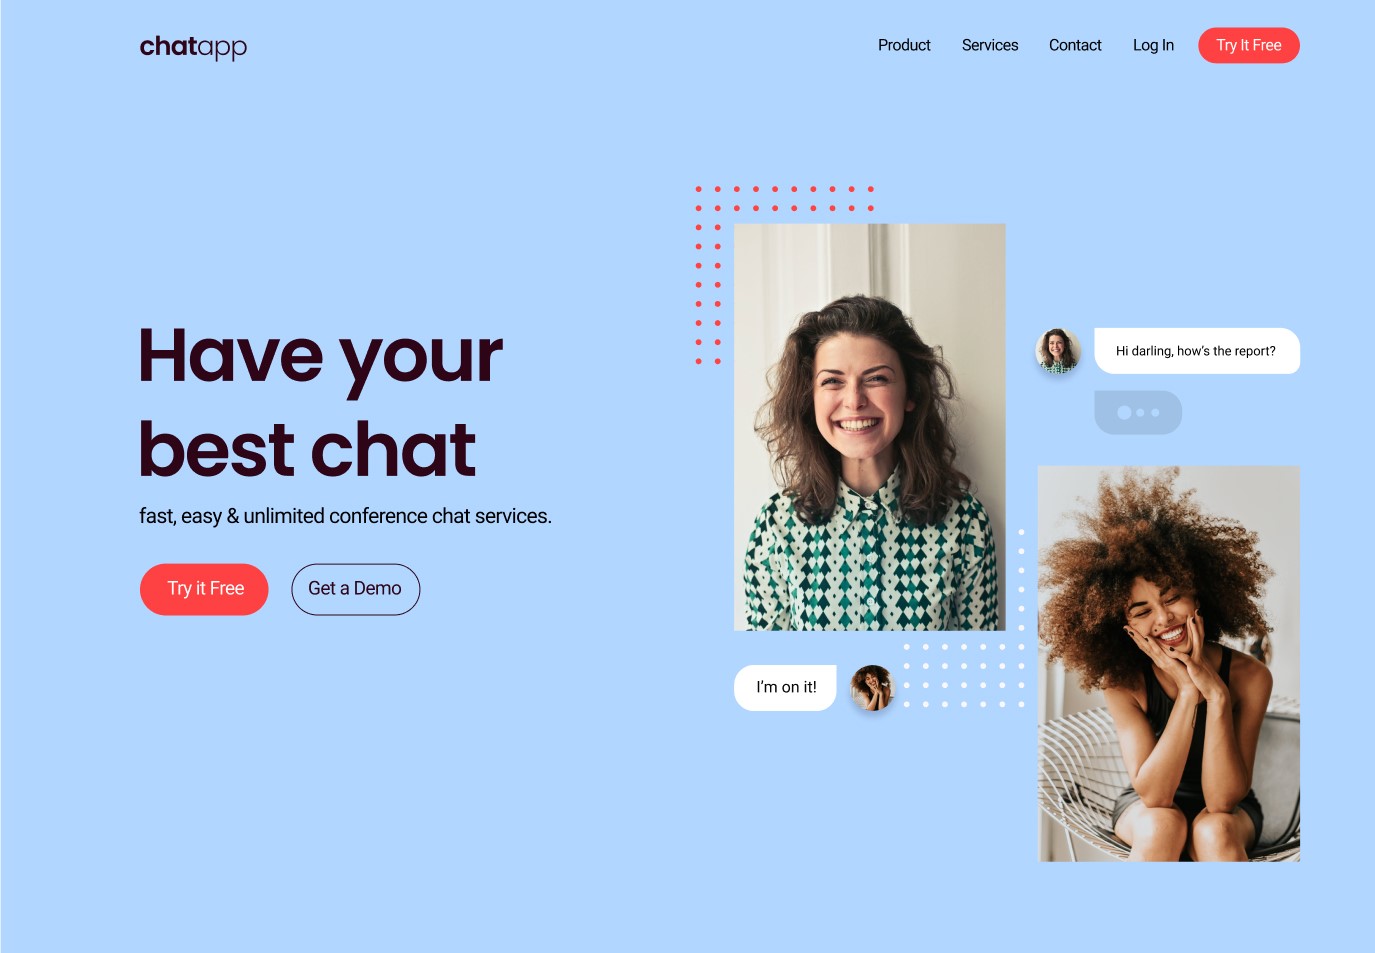 chatapp
Product Services Contact Log In Try It Free
Have your
best chat
fast, easy & unlimited conference chat services.
Try it Free Get a Demo
Hi darling, how’s the report?
I’m on it!